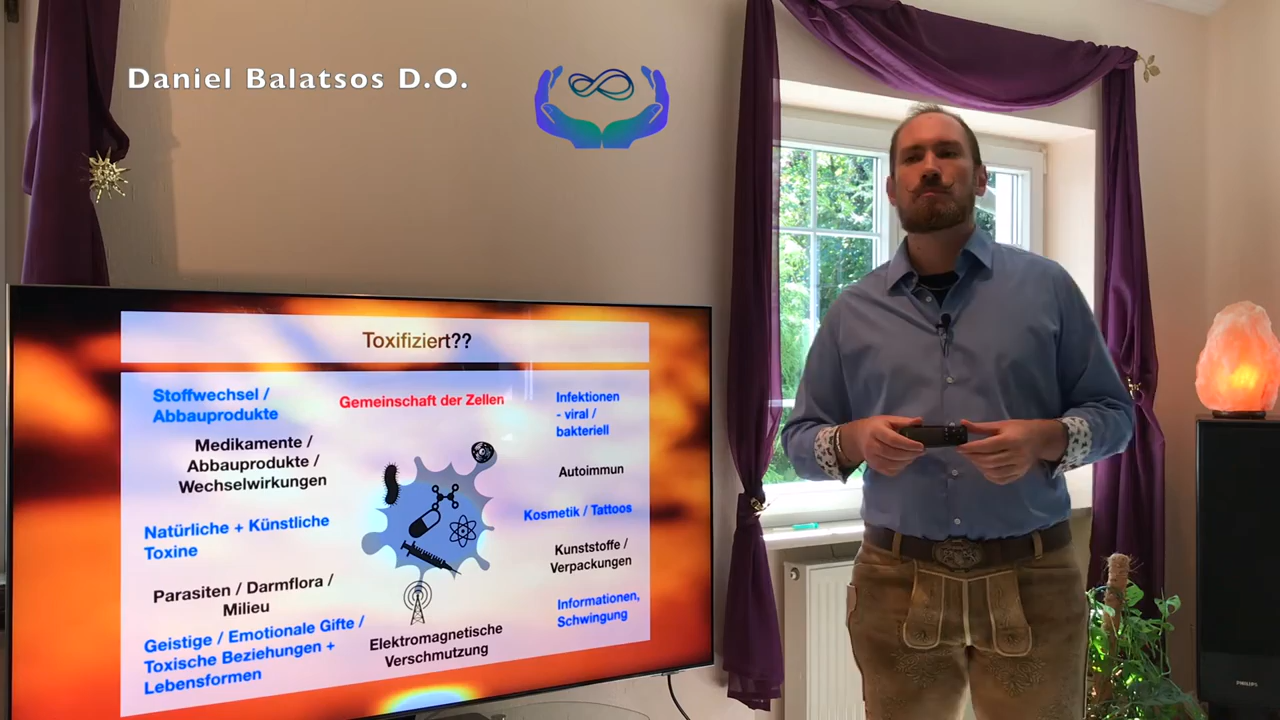 Daniel Balatsos D.O.
Toxifiziert??
Stoffwechsel /
Abbauprodukte
Gemeinschaft der Zellen
Infektionen
- viral /
bakteriell
Medikamente /
Abbauprodukte /
Wechselwirkungen
Autoimmun
Natürliche + Künstliche
Toxine
Kosmetik / Tattoos
Kunststoffe /
Verpackungen
Parasiten / Darmflora /
Milieu
Informationen,
Schwingung
Geistige / Emotionale Gifte /
Toxische Beziehungen +
Lebensformen
Elektromagnetische
Verschmutzung
PHILIPS